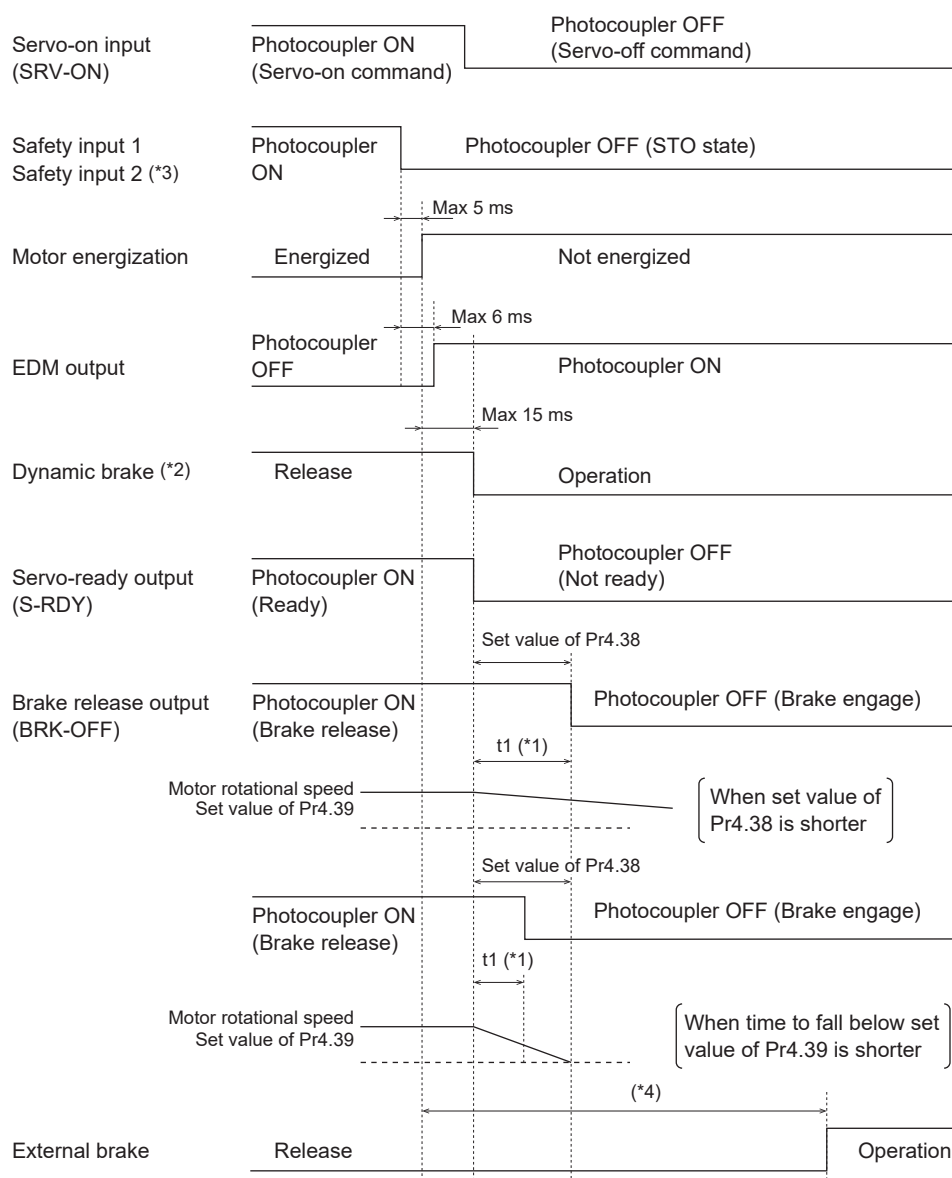 Servo-on input
(SRV-ON)
Photocoupler ON
(Servo-on command)
Photocoupler OFF
(Servo-off command)
Safety input 1
Safety input 2 (*3)
Photocoupler
ON
Photocoupler OFF (STO state)
Max 5 ms
Motor energization
Energized
Not energized
Max 6 ms
EDM output
Photocoupler
OFF
Photocoupler ON
Max 15 ms
Dynamic brake (*2)
Release
Operation
Servo-ready output
(S-RDY)
Photocoupler ON
(Ready)
Photocoupler OFF
(Not ready)
Set value of Pr4.38
Brake release output
(BRK-OFF)
Photocoupler ON
(Brake release)
Photocoupler OFF (Brake engage)
t1 (*1)
Motor rotational speed
Set value of Pr4.39
When set value of
Pr4.38 is shorter
Set value of Pr4.38
Photocoupler ON
(Brake release)
Photocoupler OFF (Brake engage)
t1 (*1)
Motor rotational speed
Set value of Pr4.39
When time to fall below set
value of Pr4.39 is shorter
(*4)
External brake
Release
Operation